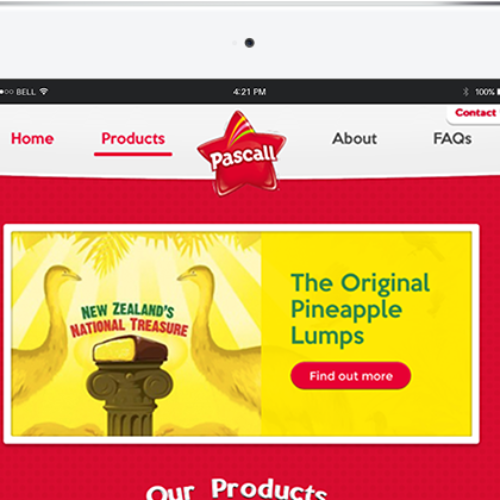 BELL
4:21 PM
100%
Contact
Home
Products
Pascall
About
FAQs
NEW ZEALAND'S
NATIONAL TREASURE
The Original
Pineapple
Lumps
Find out more
Our Products